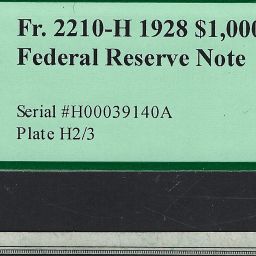 Fr. 2210-H 1928 $1,000
Federal Reserve Note
Serial #H00039140A
Plate H2/3